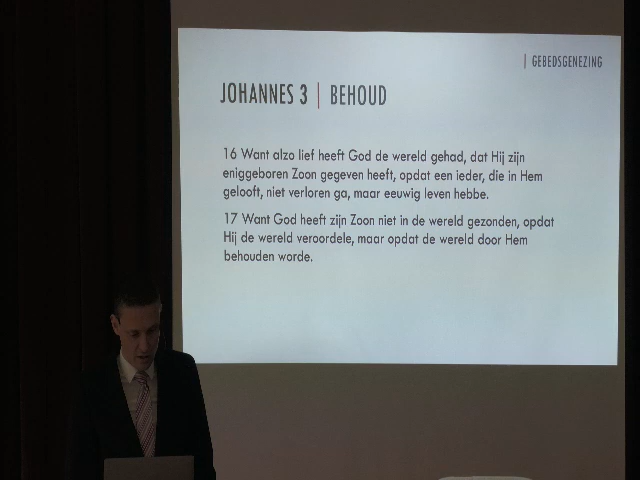 | GEBEDSGENEZING
JOHANNES 3 | BEHOUD
16 Want alzo lief heeft God de wereld gehad, dat Hij zijn
eniggeboren Zoon gegeven heeft, opdat een ieder, die in Hem
gelooft, niet verloren ga, maar eeuwig leven hebbe.
17 Want God heeft zijn Zoon niet in de wereld gezonden, opdat
Hij de wereld veroordele, maar opdat de wereld door Hem
behouden worde.